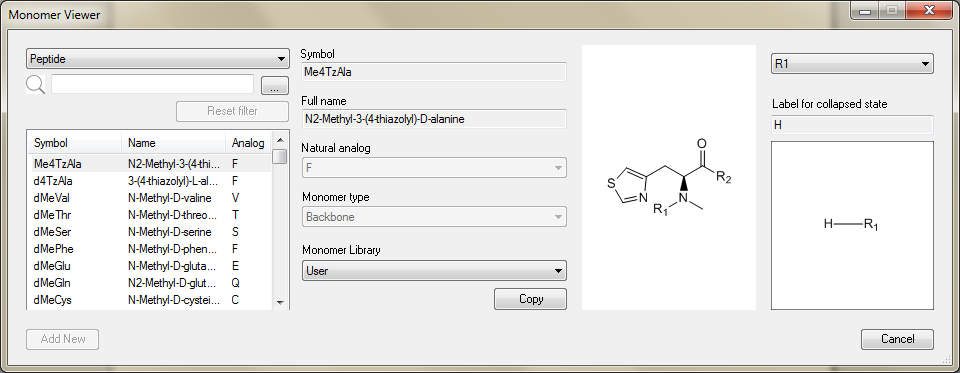 Monomer Viewer
Peptide
...
Reset filter
Symbol Name Analog
Me4TzAla N2-Methyl-3-(4-thi... F
d4TzAla 3-(4-thiazolyl)-L-al... F
dMeVal N-Methyl-D-valine V
dMeThr N-Methyl-D-threo... T
dMeSer N-Methyl-D-serine S
dMePhe N-Methyl-D-phen... F
dMeGlu N-Methyl-D-gluta... E
dMeGln N2-Methyl-D-glut... Q
dMeCys N-Methyl-D-cystei... C
Add New
Symbol
Me4TzAla
Full name
N2-Methyl-3-(4-thiazolyl)-D-alanine
Natural analog
F
Monomer type
Backbone
Monomer Library
User
Copy
O
S
R2
N
N
R1
R1
Label for collapsed state
H
H R1
Cancel